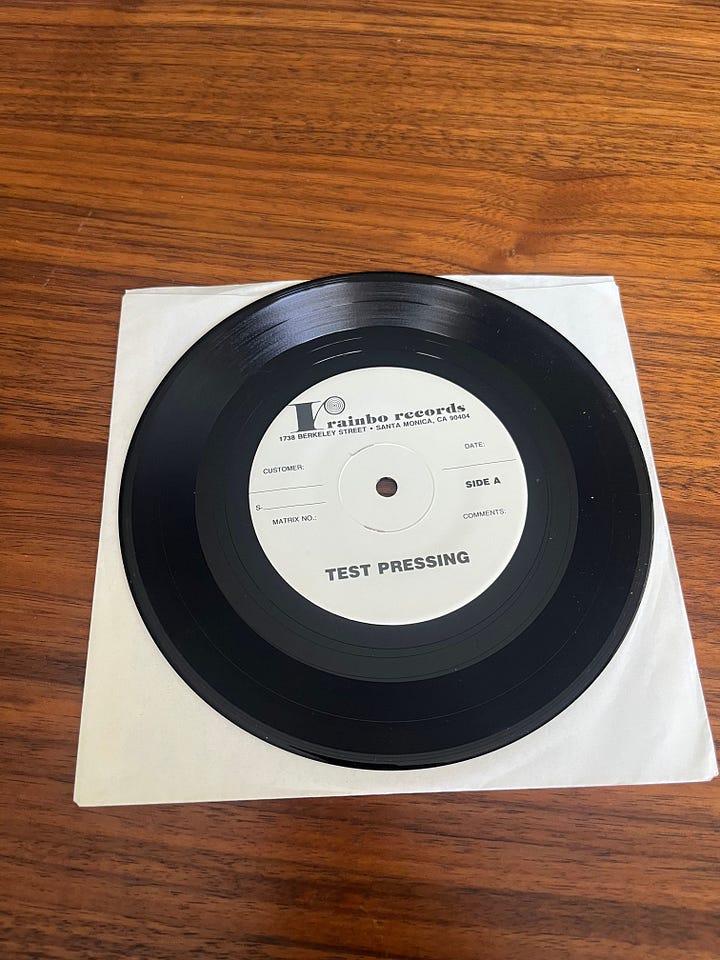 r rainbo records
1738 BERKELEY STREET • SANTA MONICA, CA 90404
CUSTOMER:
DATE:
S-
SIDE A
MATRIX NO.:
COMMENTS:
TEST PRESSING